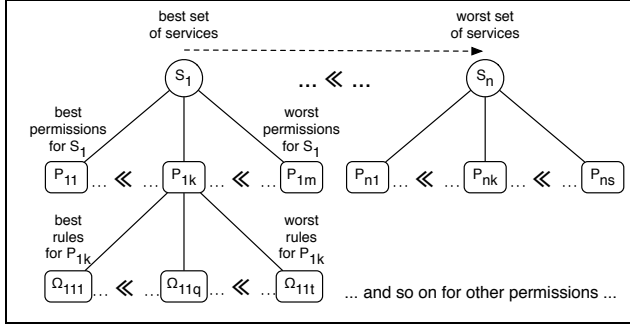 best set
of services
worst set
of services
S1
... ≪ ...
Sn
best
permissions
for S1
worst
permissions
for S1
P11 ... ≪ ... P1k ... ≪ ... P1m
Pn1 ... ≪ ... Pnk ... ≪ ... Pns
best
rules
for P1k
worst
rules
for P1k
Ω111 ... ≪ ... Ω11q ... ≪ ... Ω11t
... and so on for other permissions ...